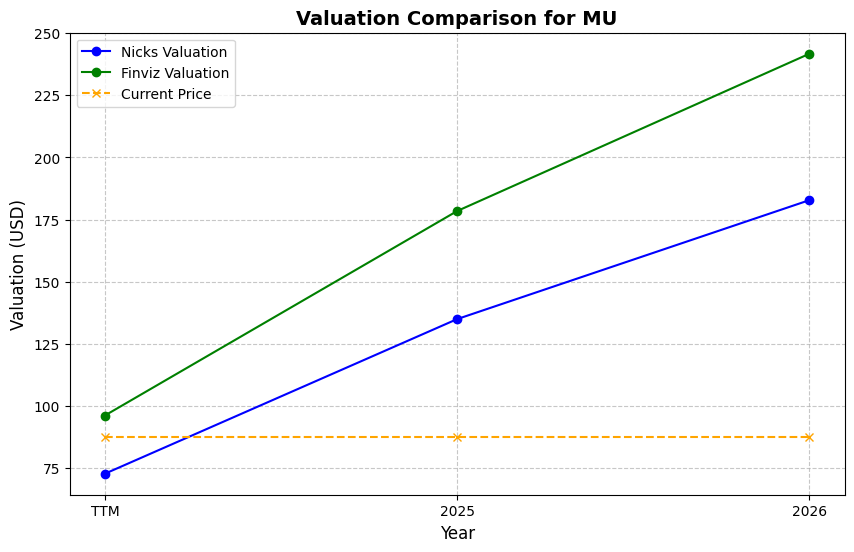 Valuation Comparison for MU
Nicks Valuation
Finviz Valuation
Current Price
Valuation (USD)
250
225
200
175
150
125
100
75
TTM
2025
2026
Year